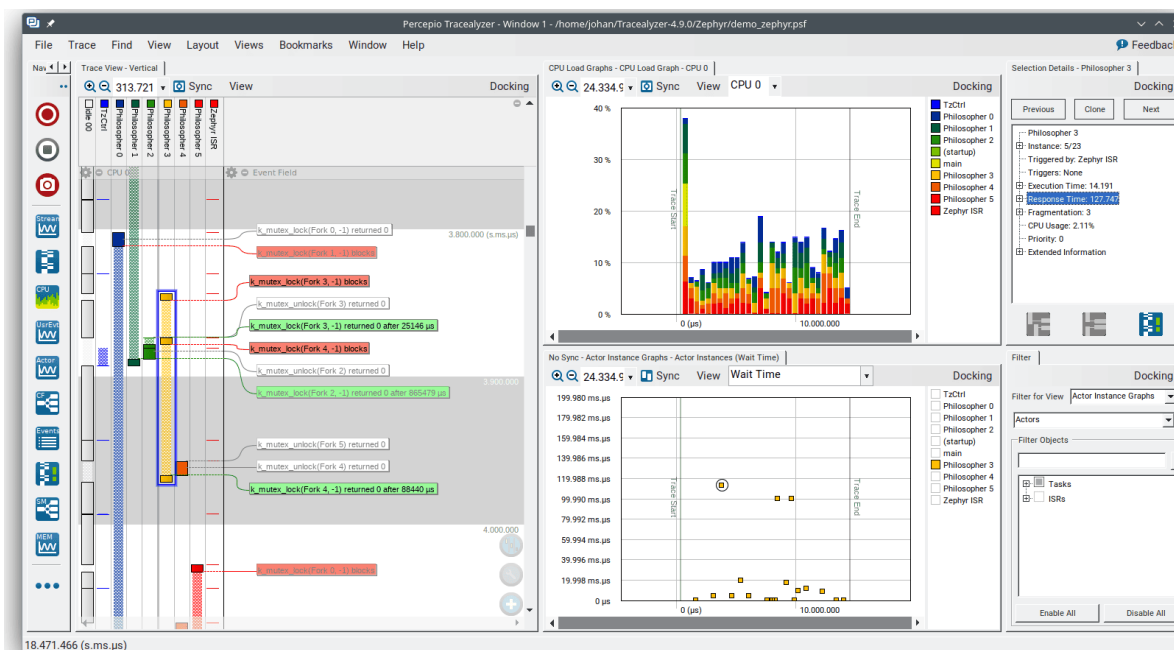 Percepio Tracealyzer - Window 1 - /home/johan/Tracealyzer-4.9.0/Zephyr/demo_zephyr.psf
File Trace Find View Layout Views Bookmarks Window Help
Feedback
Trace View - Vertical
313.721 Sync View Docking
Idle 00
TzCtrl
Philosopher 0
Philosopher 1
Philosopher 2
Philosopher 3
Philosopher 4
Philosopher 5
Zephyr ISR
CPU 0
Event Field
k_mutex_lock(Fork 0, -1) returned 0
3.800.000 (s.ms.µs)
k_mutex_lock(Fork 1, -1) blocks
k_mutex_lock(Fork 3, -1) blocks
k_mutex_unlock(Fork 3) returned 0
k_mutex_lock(Fork 3, -1) returned 0 after 25146 µs
k_mutex_lock(Fork 4, -1) blocks
k_mutex_unlock(Fork 2) returned 0
3.900.000
k_mutex_lock(Fork 2, -1) returned 0 after 865479 µs
k_mutex_unlock(Fork 5) returned 0
k_mutex_unlock(Fork 4) returned 0
k_mutex_lock(Fork 4, -1) returned 0 after 88440 µs
4.000.000
k_mutex_lock(Fork 0, -1) blocks
Stream
CPU
UsrEvt
Actor
CF
Events
SM
MEM
CPU Load Graphs - CPU Load Graph - CPU 0
24.334.9 Sync View CPU 0 Docking
40 %
30 %
20 %
10 %
0 %
Trace Start
Trace End
0 (µs)
10.000.000
TzCtrl
Philosopher 0
Philosopher 1
Philosopher 2
(startup)
main
Philosopher 3
Philosopher 4
Philosopher 5
Zephyr ISR
No Sync - Actor Instance Graphs - Actor Instances (Wait Time)
24.334.9 Sync View Wait Time Docking
199.980 ms.µs
179.982 ms.µs
159.984 ms.µs
139.986 ms.µs
119.988 ms.µs
99.990 ms.µs
79.992 ms.µs
59.994 ms.µs
39.996 ms.µs
19.998 ms.µs
0 µs
Trace Start
Trace End
0 (µs)
10.000.000
TzCtrl
Philosopher 0
Philosopher 1
Philosopher 2
(startup)
main
Philosopher 3
Philosopher 4
Philosopher 5
Zephyr ISR
Selection Details - Philosopher 3
Docking
Previous Clone Next
Philosopher 3
Instance: 5/23
Triggered by: Zephyr ISR
Triggers: None
Execution Time: 14.191
Response Time: 127.747
Fragmentation: 3
CPU Usage: 2.11%
Priority: 0
Extended Information
Filter
Docking
Filter for View Actor Instance Graphs
Actors
Filter Objects
Tasks
ISRs
Enable All Disable All
18.471.466 (s.ms.µs)